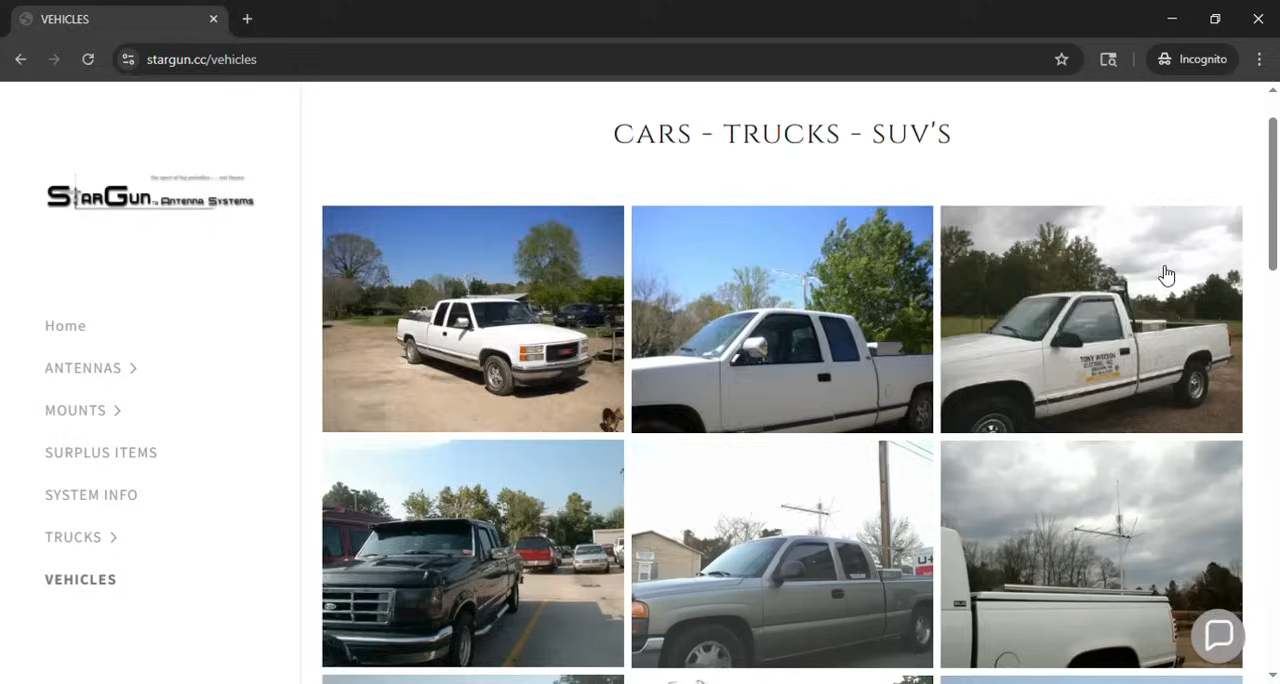 VEHICLES
stargun.cc/vehicles
Incognito
STARGUN TM ANTENNA SYSTEMS
Home
ANTENNAS
MOUNTS
SURPLUS ITEMS
SYSTEM INFO
TRUCKS
VEHICLES
CARS - TRUCKS - SUV'S